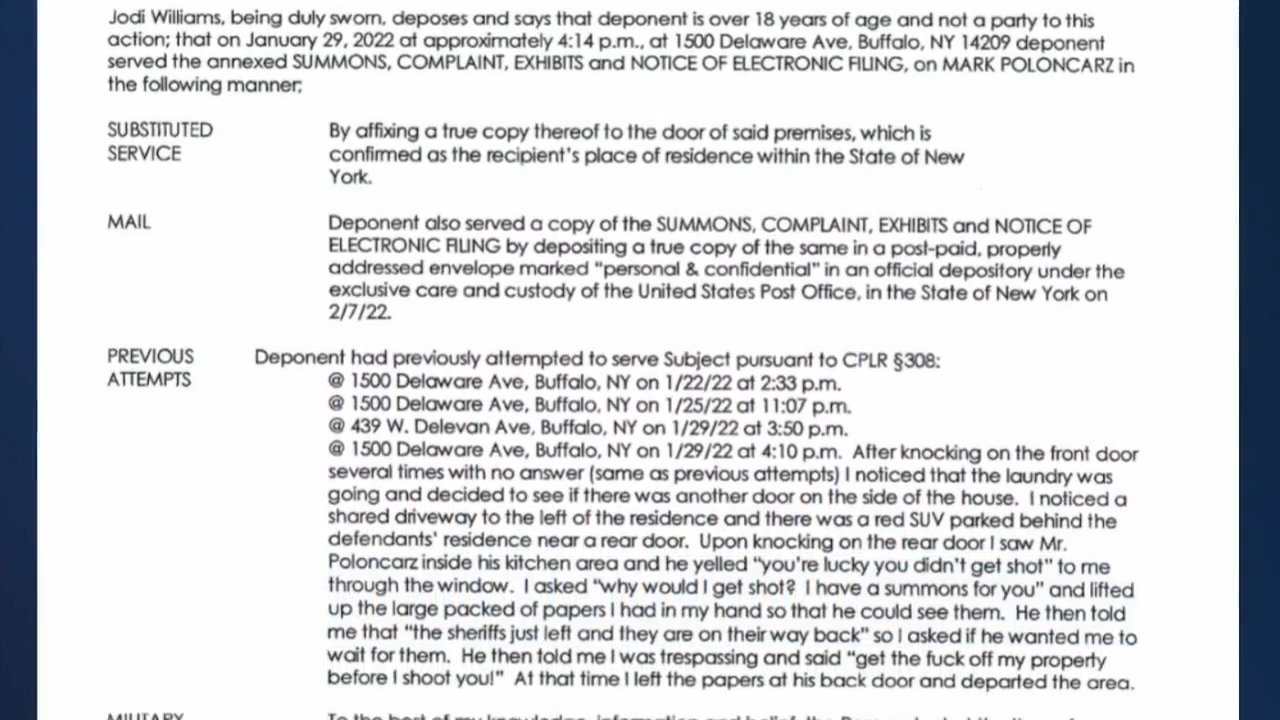 Jodi Williams, being duly sworn, deposes and says that deponent is over 18 years of age and not a party to this
action; that on January 29, 2022 at approximately 4:14 p.m., at 1500 Delaware Ave, Buffalo, NY 14209 deponent
served the annexed SUMMONS, COMPLAINT, EXHIBITS and NOTICE OF ELECTRONIC FILING, on MARK POLONCARZ in
the following manner;
SUBSTITUTED
SERVICE
By affixing a true copy thereof to the door of said premises, which is
confirmed as the recipient's place of residence within the State of New
York.
MAIL
Deponent also served a copy of the SUMMONS, COMPLAINT, EXHIBITS and NOTICE OF
ELECTRONIC FILING by depositing a true copy of the same in a post-paid, properly
addressed envelope marked "personal & confidential" in an official depository under the
exclusive care and custody of the United States Post Office, in the State of New York on
2/7/22.
PREVIOUS
ATTEMPTS
Deponent had previously attempted to serve Subject pursuant to CPLR §308:
@ 1500 Delaware Ave, Buffalo, NY on 1/22/22 at 2:33 p.m.
@ 1500 Delaware Ave, Buffalo, NY on 1/25/22 at 11:07 p.m.
@ 439 W. Delevan Ave, Buffalo, NY on 1/29/22 at 3:50 p.m.
@ 1500 Delaware Ave, Buffalo, NY on 1/29/22 at 4:10 p.m. After knocking on the front door
several times with no answer (same as previous attempts) I noticed that the laundry was
going and decided to see if there was another door on the side of the house. I noticed a
shared driveway to the left of the residence and there was a red SUV parked behind the
defendants' residence near a rear door. Upon knocking on the rear door I saw Mr.
Poloncarz inside his kitchen area and he yelled "you're lucky you didn't get shot" to me
through the window. I asked "why would I get shot? I have a summons for you" and lifted
up the large packed of papers I had in my hand so that he could see them. He then told
me that "the sheriffs just left and they are on their way back" so I asked if he wanted me to
wait for them. He then told me I was trespassing and said "get the fuck off my property
before I shoot you!" At that time I left the papers at his back door and departed the area.
MILITARY